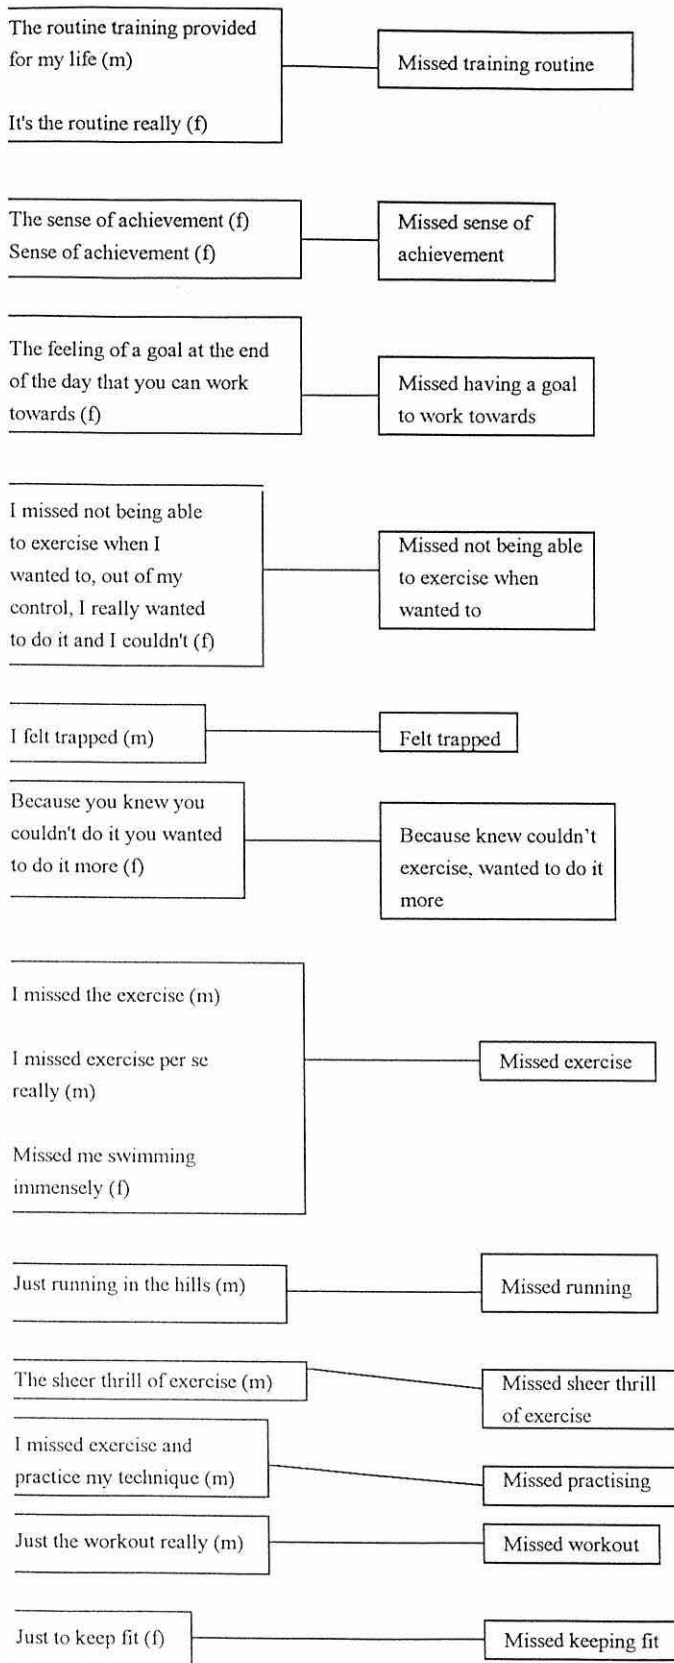 The routine training provided
for my life (m)
It's the routine really (f)
Missed training routine
The sense of achievement (f)
Sense of achievement (f)
Missed sense of
achievement
The feeling of a goal at the end
of the day that you can work
towards (f)
Missed having a goal
to work towards
I missed not being able
to exercise when I
wanted to, out of my
control, I really wanted
to do it and I couldn't (f)
Missed not being able
to exercise when
wanted to
I felt trapped (m)
Felt trapped
Because you knew you
couldn't do it you wanted
to do it more (f)
Because knew couldn't
exercise, wanted to do it
more
I missed the exercise (m)
I missed exercise per se
really (m)
Missed me swimming
immensely (f)
Missed exercise
Just running in the hills (m)
Missed running
The sheer thrill of exercise (m)
Missed sheer thrill
of exercise
I missed exercise and
practice my technique (m)
Missed practising
Just the workout really (m)
Missed workout
Just to keep fit (f)
Missed keeping fit